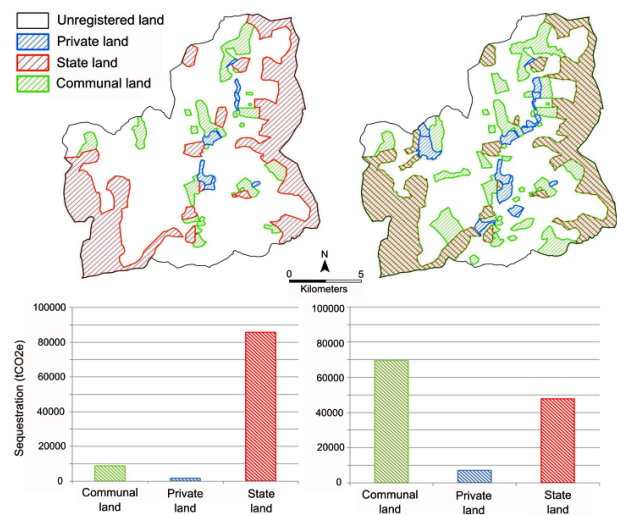 Unregistered land
Private land
State land
Communal land
N
0 5
Kilometers
Sequestration (tCO2e)
100000
80000
60000
40000
20000
0
Communal land
Private land
State land
100000
80000
60000
40000
20000
0
Communal land
Private land
State land